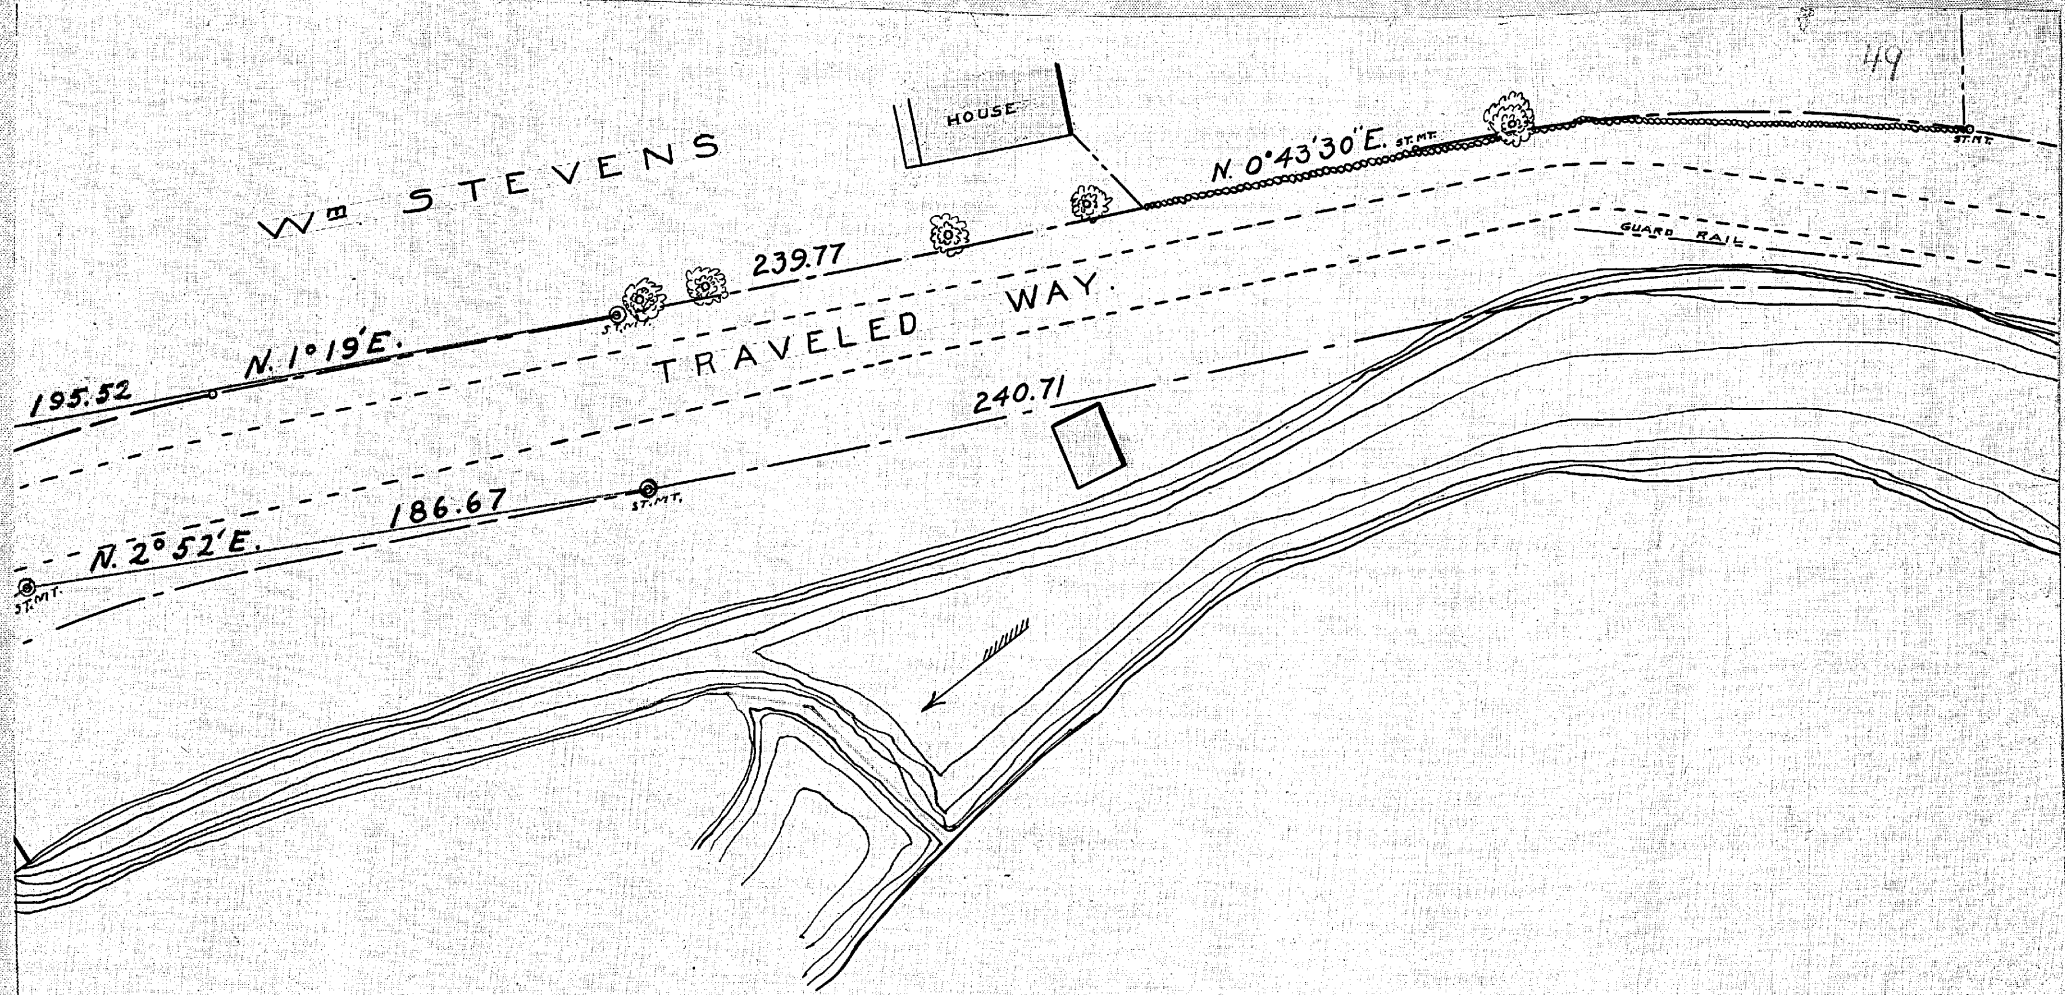 49
HOUSE
Wm STEVENS
N. 0°43'30"E.
ST. MT.
ST. MT.
GUARD RAIL
239.77
TRAVELED WAY.
ST. MT.
N. 1°19'E.
195.52
240.71
186.67
ST. MT.
N. 2°52'E.
ST. MT.